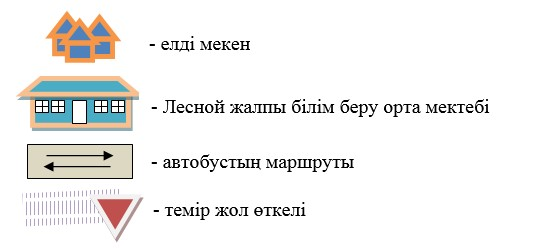 - елді мекен
- Лесной жалпы білім беру орта мектебі
- автобустың маршруты
- темір жол өткелі